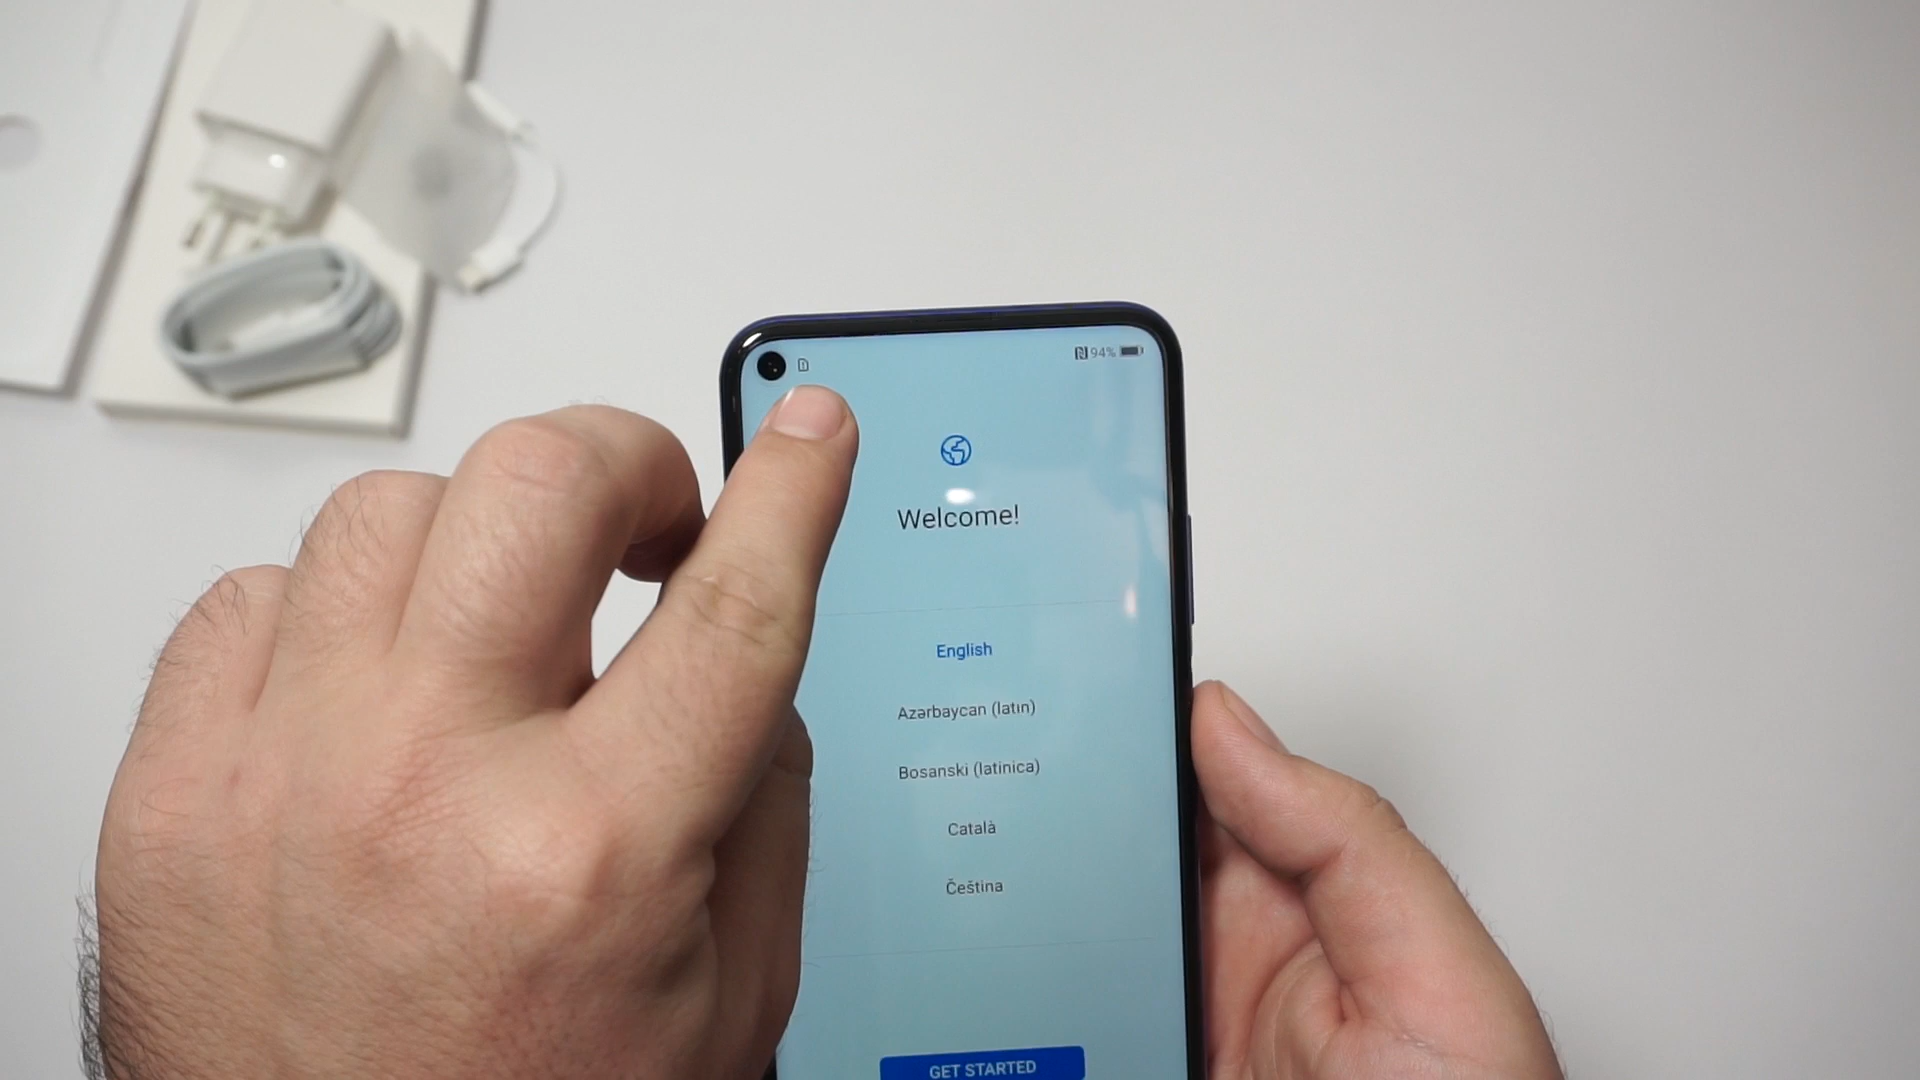 94%
Welcome!
English
Azərbaycan (latın)
Bosanski (latinica)
Català
Čeština
GET STARTED